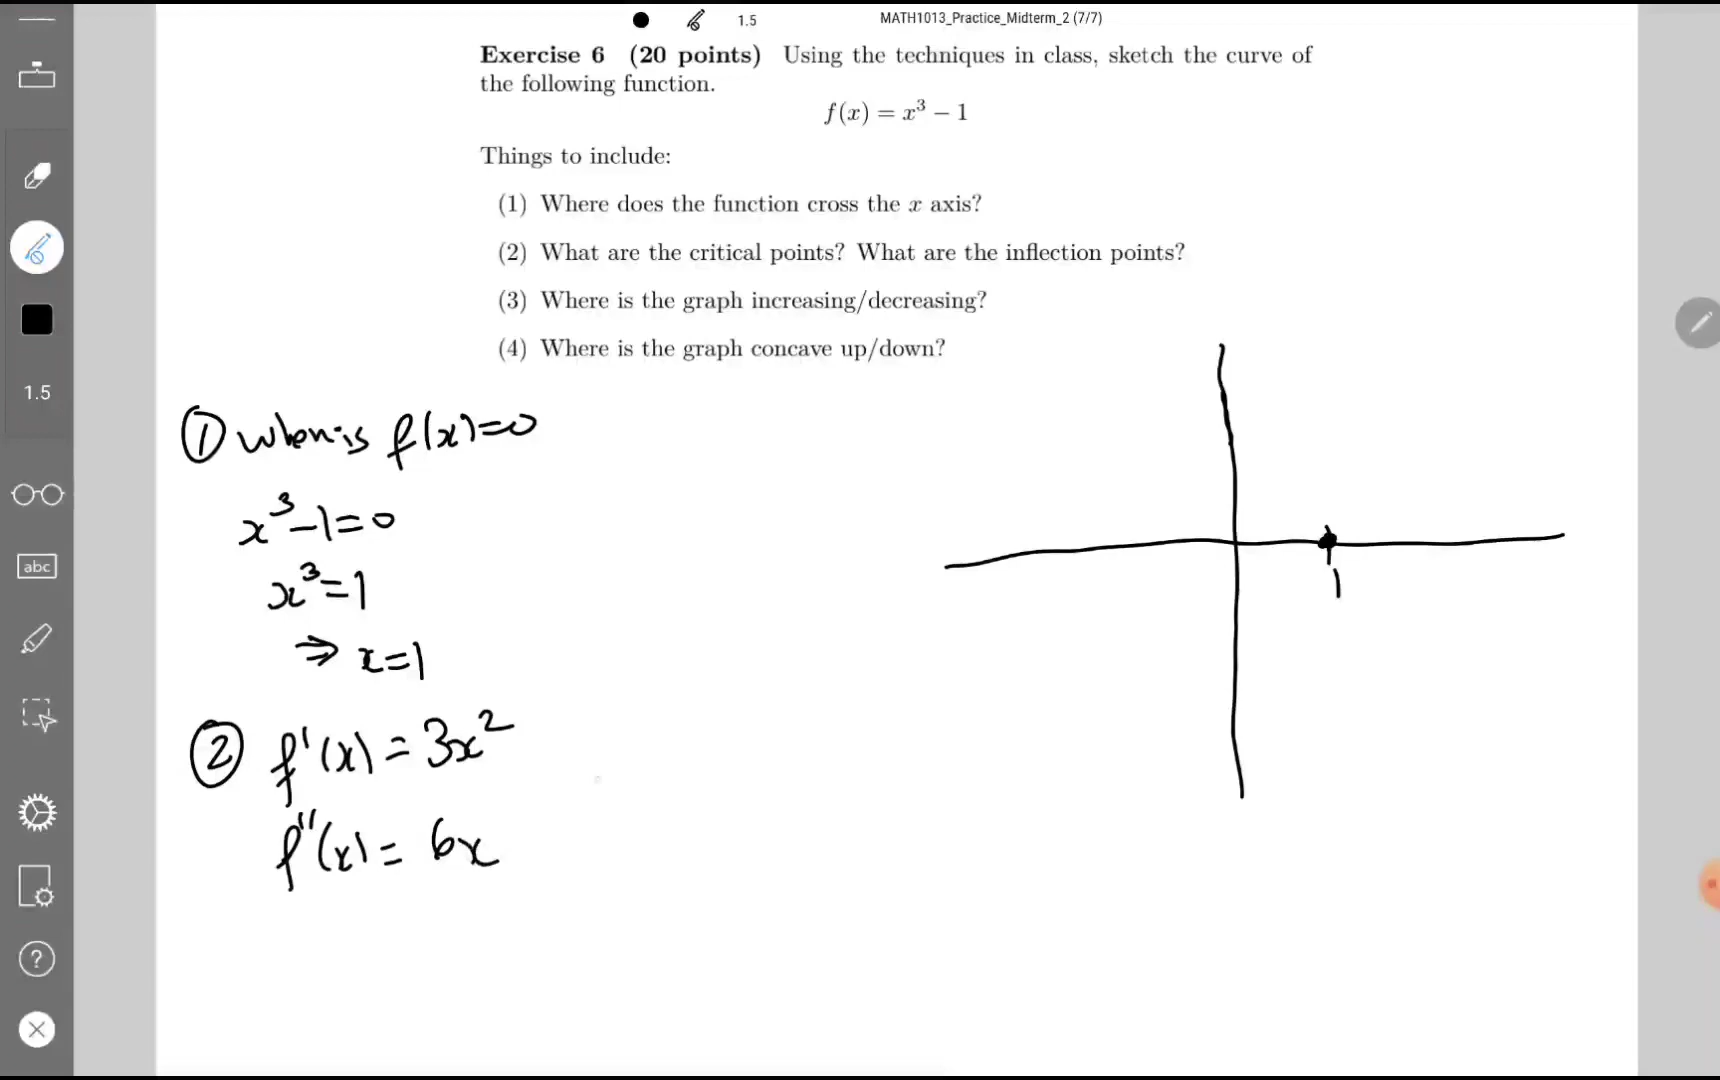 1.5 MATH1013_Practice_Midterm_2 (7/7)
Exercise 6 (20 points) Using the techniques in class, sketch the curve of
the following function.
f(x) = x³ − 1
Things to include:
(1) Where does the function cross the x axis?
(2) What are the critical points? What are the inflection points?
(3) Where is the graph increasing/decreasing?
(4) Where is the graph concave up/down?
1.5
abc
?
① when is f(x)=0
x³−1=0
x³=1
⇒ x=1
② f'(x) = 3x²
f''(x) = 6x
1